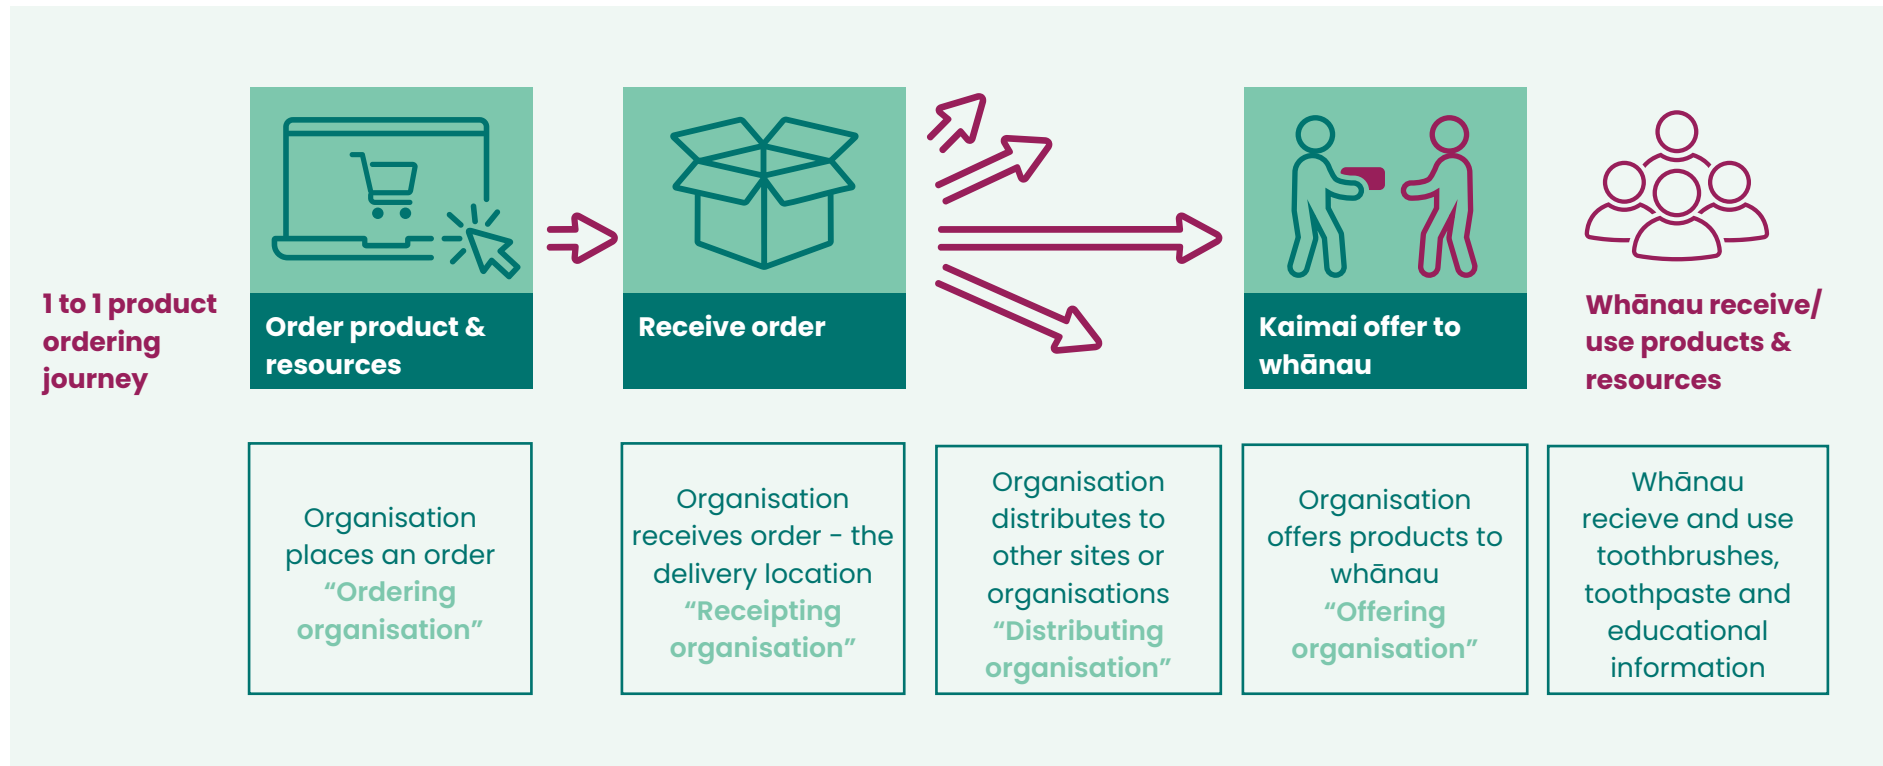 1 to 1 product
ordering
journey
Order product &
resources
Receive order
Kaimai offer to
whānau
Whānau receive/
use products &
resources
Organisation
places an order
“Ordering
organisation”
Organisation
receives order - the
delivery location
“Receipting
organisation”
Organisation
distributes to
other sites or
organisations
“Distributing
organisation”
Organisation
offers products to
whānau
“Offering
organisation”
Whānau
recieve and use
toothbrushes,
toothpaste and
educational
information